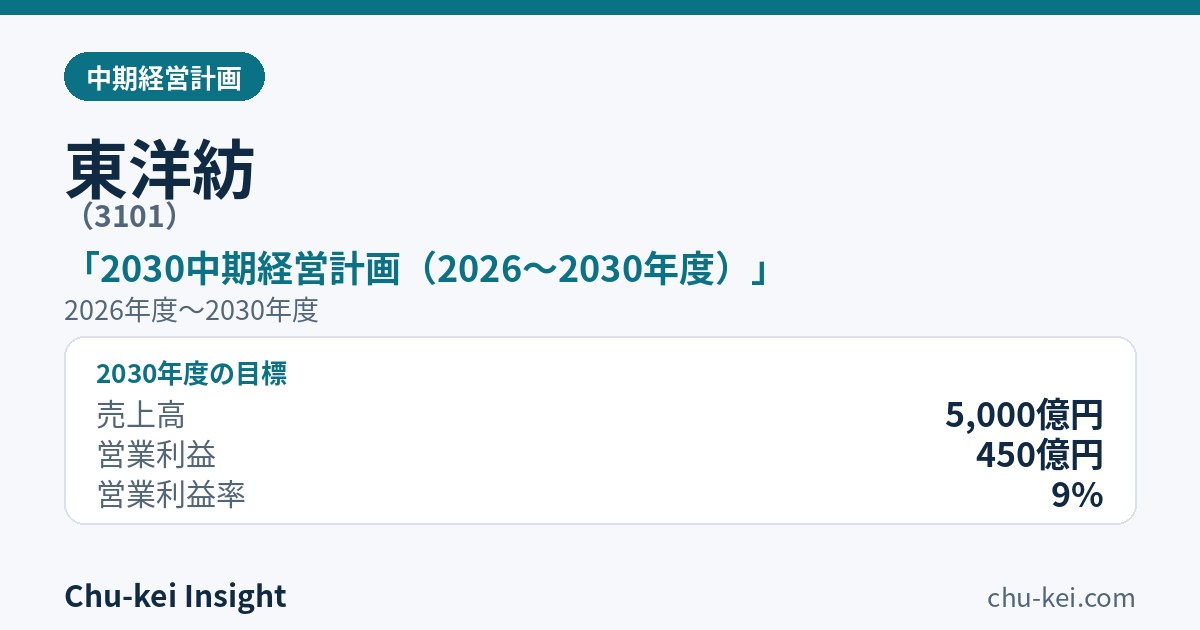 中期経営計画
東洋紡
（3101）
「2030中期経営計画（2026〜2030年度）」
2026年度〜2030年度
2030年度の目標
売上高 5,000億円
営業利益 450億円
営業利益率 9%
Chu-kei Insight chu-kei.com